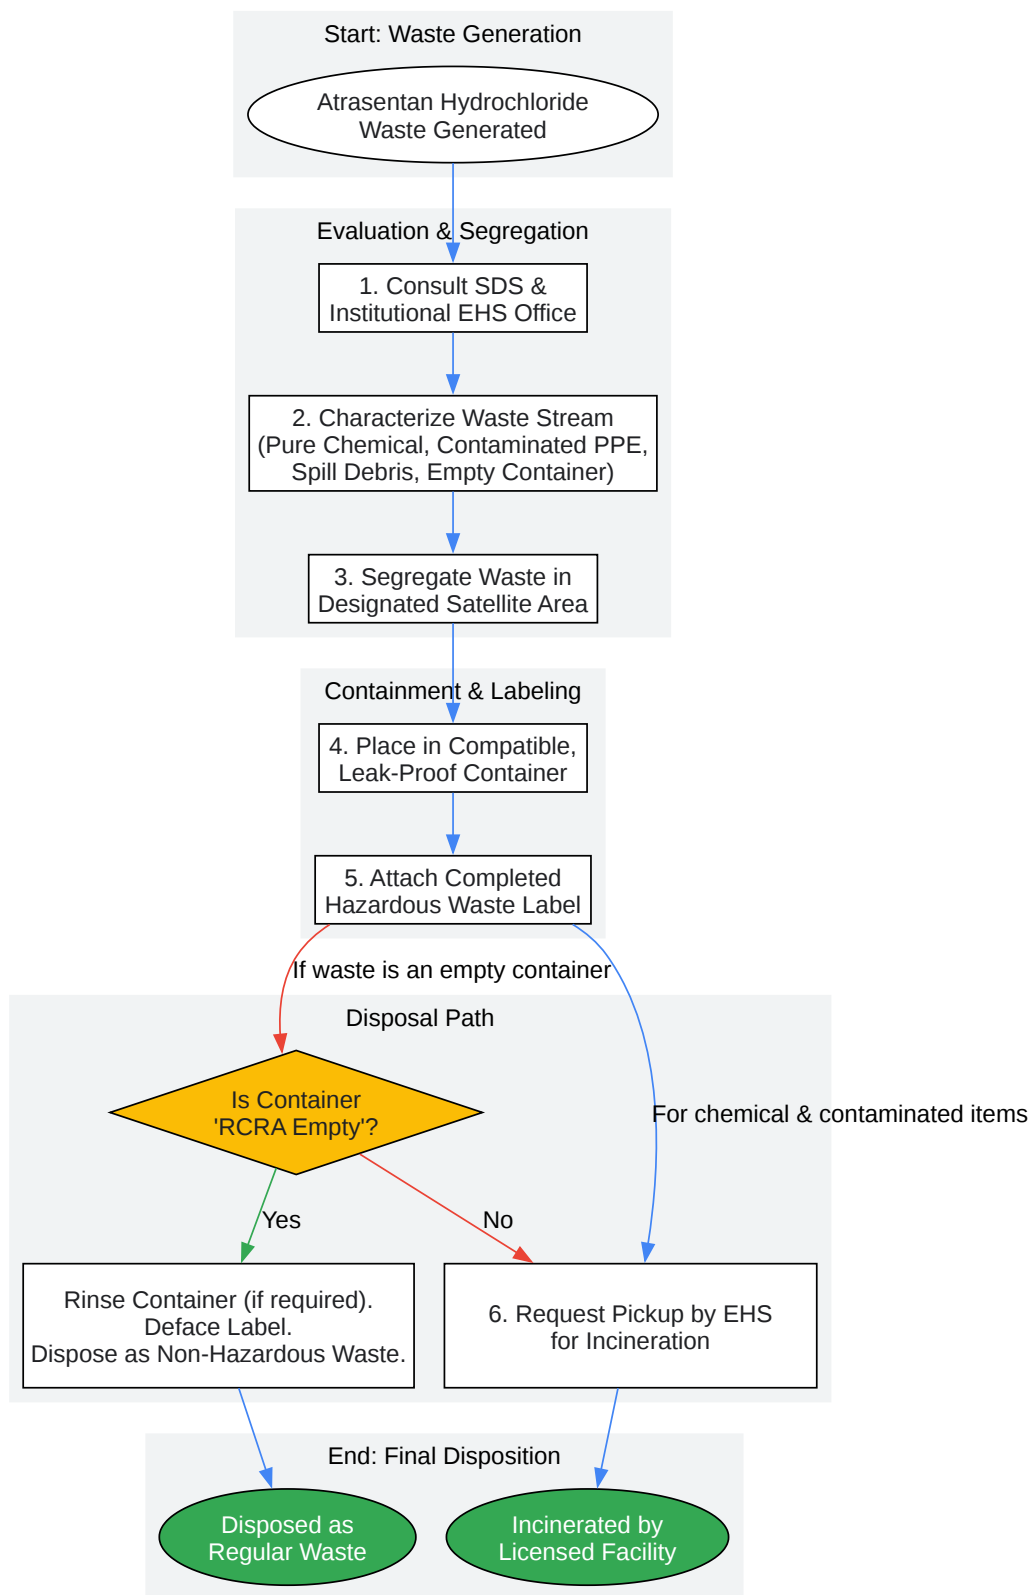 Start: Waste Generation
Atrasentan Hydrochloride
Waste Generated
Evaluation & Segregation
1. Consult SDS &
Institutional EHS Office
2. Characterize Waste Stream
(Pure Chemical, Contaminated PPE,
Spill Debris, Empty Container)
3. Segregate Waste in
Designated Satellite Area
Containment & Labeling
4. Place in Compatible,
Leak-Proof Container
5. Attach Completed
Hazardous Waste Label
If waste is an empty container
Disposal Path
Is Container
'RCRA Empty'?
For chemical & contaminated items
Yes
No
Rinse Container (if required).
Deface Label.
Dispose as Non-Hazardous Waste.
6. Request Pickup by EHS
for Incineration
End: Final Disposition
Disposed as
Regular Waste
Incinerated by
Licensed Facility